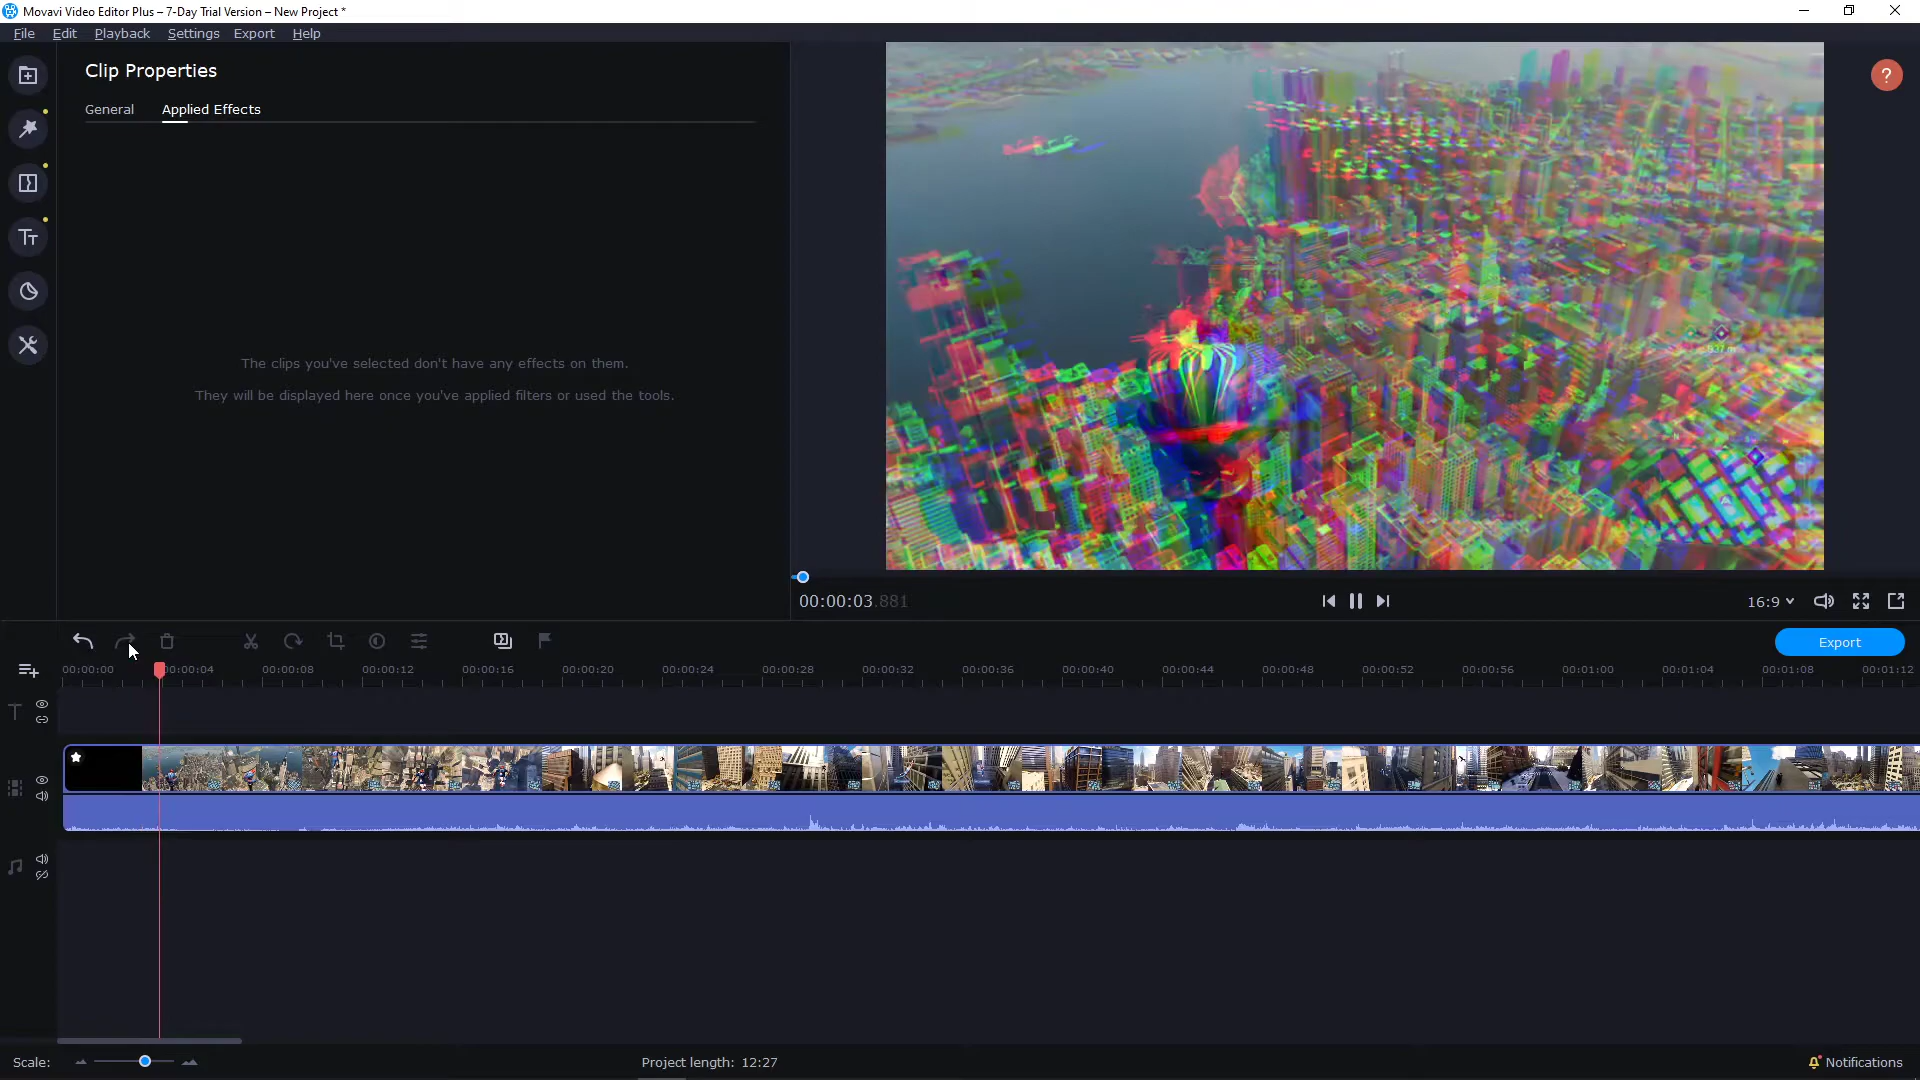 Movavi Video Editor Plus – 7-Day Trial Version – New Project *
File Edit Playback Settings Export Help
Clip Properties
General Applied Effects
The clips you've selected don't have any effects on them.
They will be displayed here once you've applied filters or used the tools.
?
00:00:03.881
16:9
Export
00:00:00 00:00:04 00:00:08 00:00:12 00:00:16 00:00:20 00:00:24 00:00:28 00:00:32 00:00:36 00:00:40 00:00:44 00:00:48 00:00:52 00:00:56 00:01:00 00:01:04 00:01:08 00:01:12
Scale:
Project length: 12:27
Notifications